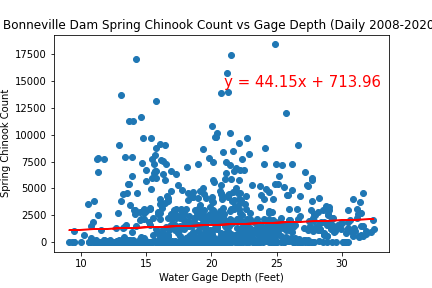 Bonneville Dam Spring Chinook Count vs Gage Depth (Daily 2008-2020
17500
15000
12500
10000
7500
5000
2500
0
Spring Chinook Count
y = 44.15x + 713.96
10 15 20 25 30
Water Gage Depth (Feet)